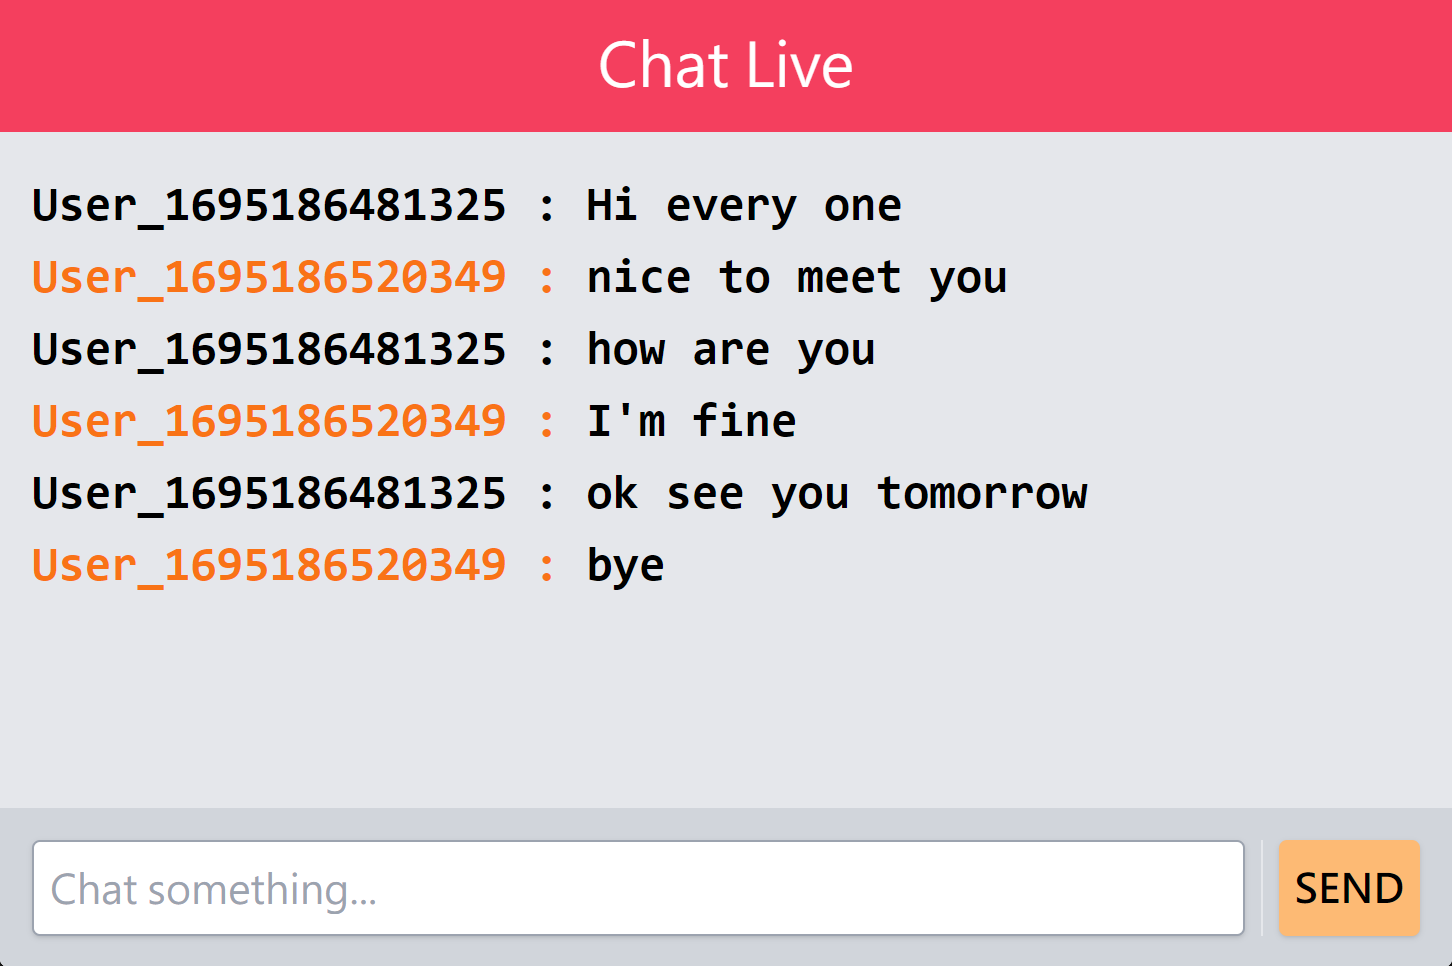 Chat Live
User_1695186481325 : Hi every one
User_1695186520349 : nice to meet you
User_1695186481325 : how are you
User_1695186520349 : I'm fine
User_1695186481325 : ok see you tomorrow
User_1695186520349 : bye
Chat something...
SEND